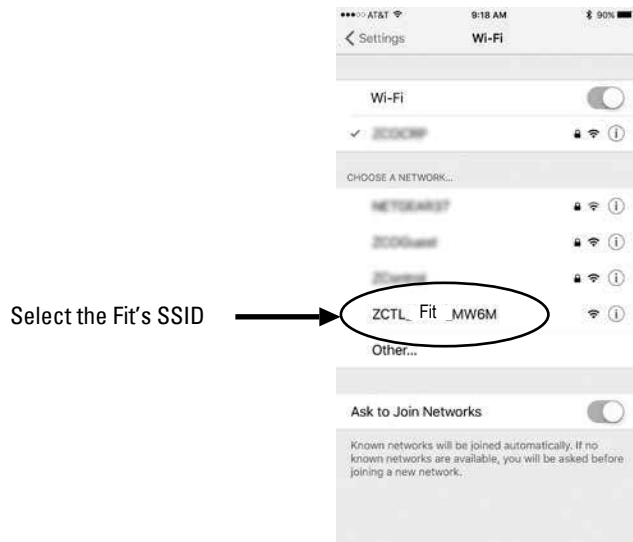 AT&T 9:18 AM 90%
Settings Wi-Fi
Wi-Fi
CHOOSE A NETWORK...
Select the Fit's SSID
ZCTL_ Fit _MW6M
Other...
Ask to Join Networks
Known networks will be joined automatically. If no
known networks are available, you will be asked before
joining a new network.